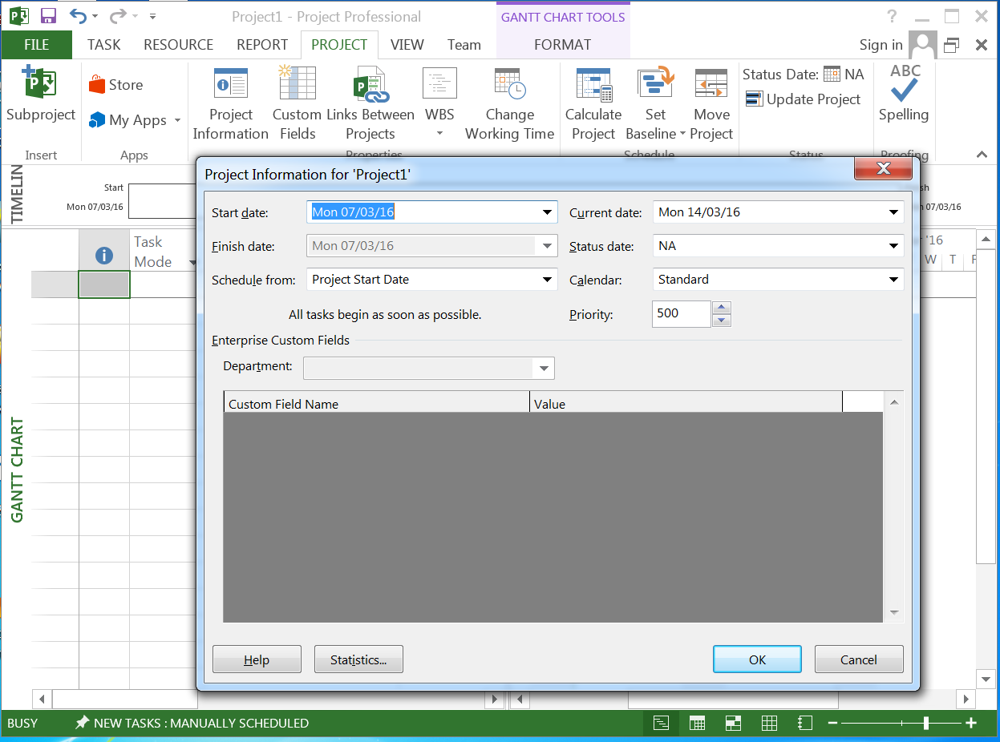 Project1 - Project Professional
GANTT CHART TOOLS
?
FILE TASK RESOURCE REPORT PROJECT VIEW Team FORMAT Sign in
Subproject
Insert
Store
My Apps
Apps
Project Information
Custom Fields
Links Between Projects
WBS
Change Working Time
Properties
Calculate Project
Set Baseline
Move Project
Schedule
Status Date: NA
Update Project
Status
ABC
Spelling
Proofing
TIMELIN
Start
Mon 07/03/16
sh
07/03/16
GANTT CHART
Task
Mode
'16
W T F
Project Information for 'Project1'
Start date: Mon 07/03/16 Current date: Mon 14/03/16
Finish date: Mon 07/03/16 Status date: NA
Schedule from: Project Start Date Calendar: Standard
All tasks begin as soon as possible. Priority: 500
Enterprise Custom Fields
Department:
Custom Field Name Value
Help Statistics... OK Cancel
BUSY NEW TASKS : MANUALLY SCHEDULED